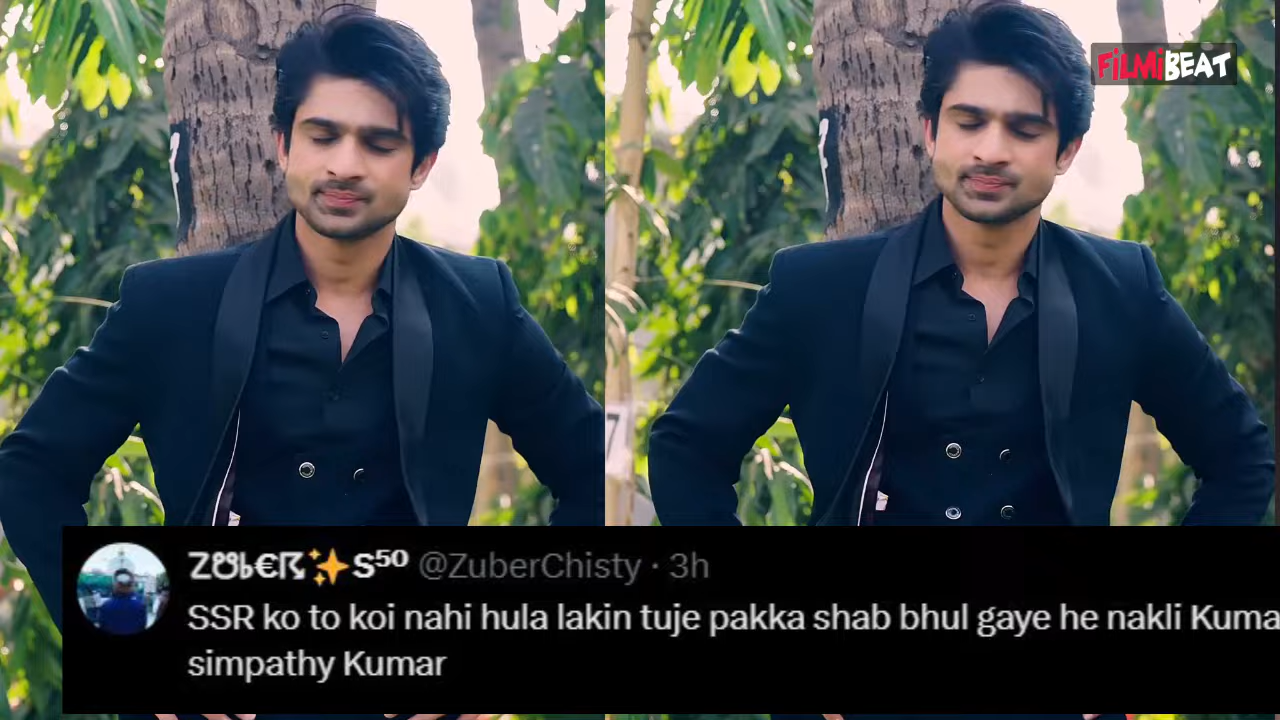 FiLMiBEAT
ZUbER✨S⁵⁰ @ZuberChisty · 3h
SSR ko to koi nahi hula lakin tuje pakka shab bhul gaye he nakli Kuma
simpathy Kumar